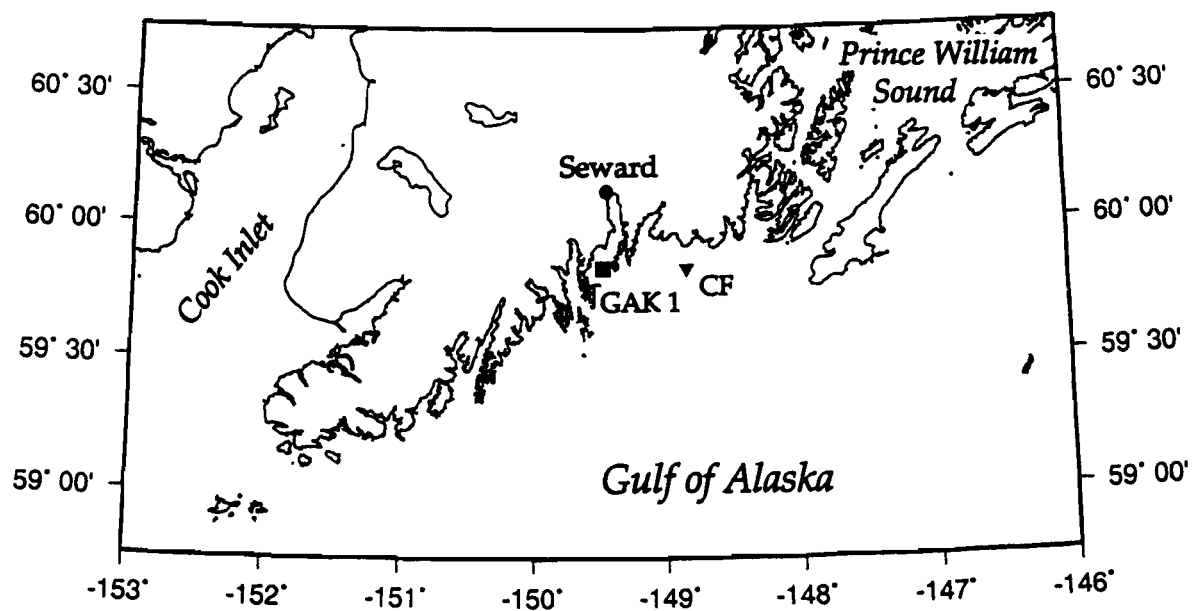 Prince William
Sound
60° 30'
60° 30'
Seward
60° 00'
60° 00'
Cook Inlet
CF
GAK 1
59° 30'
59° 30'
Gulf of Alaska
59° 00'
59° 00'
-153°
-152°
-151°
-150°
-149°
-148°
-147°
-146°